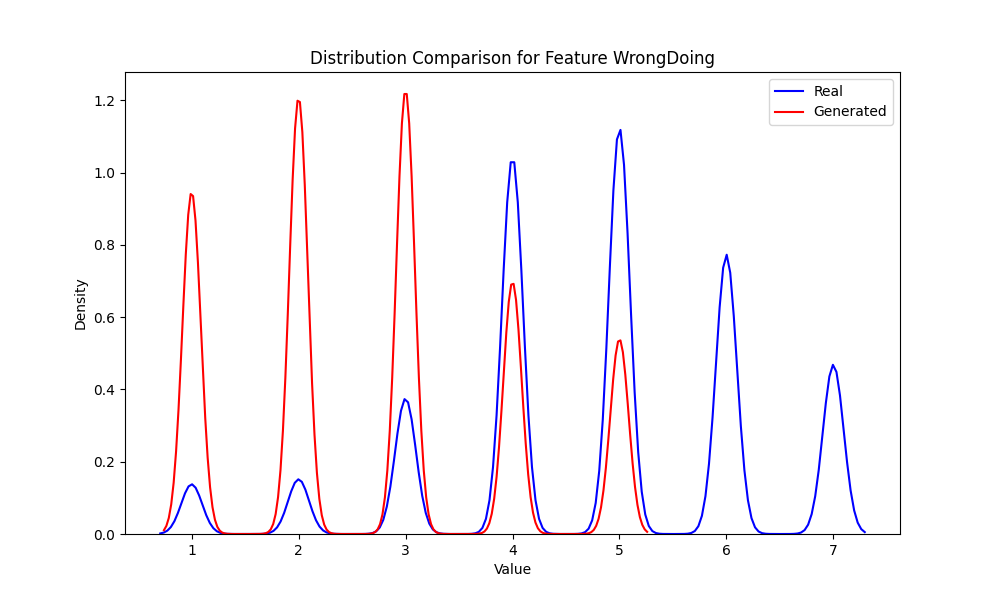 Distribution Comparison for Feature WrongDoing
Real
Generated
1.2
1.0
0.8
0.6
0.4
0.2
0.0
Density
1 2 3 4 5 6 7
Value